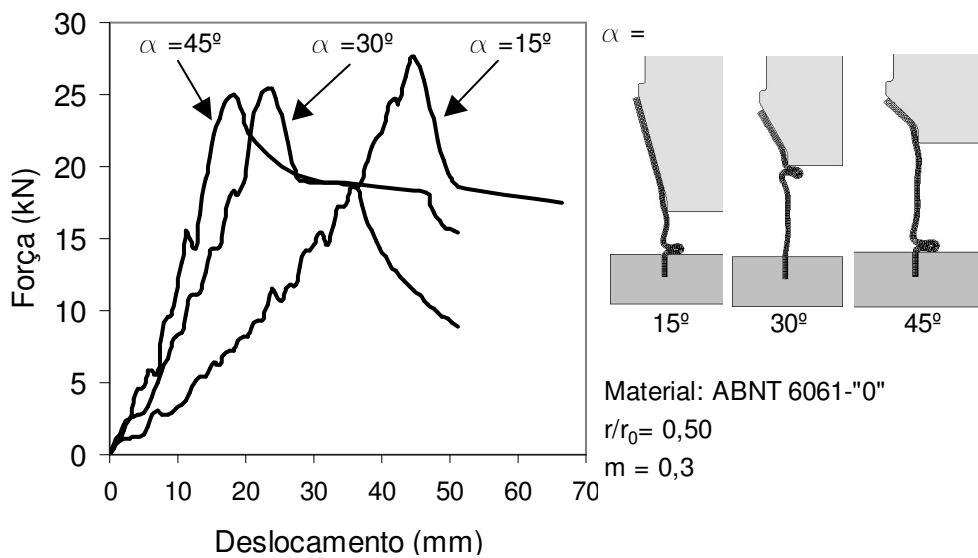 30
25
20
15
10
5
0
Força (kN)
α =45º
α =30º
α =15º
0
10
20
30
40
50
60
70
Deslocamento (mm)
α =
15º
30º
45º
Material: ABNT 6061-"0"
r/r₀= 0,50
m = 0,3